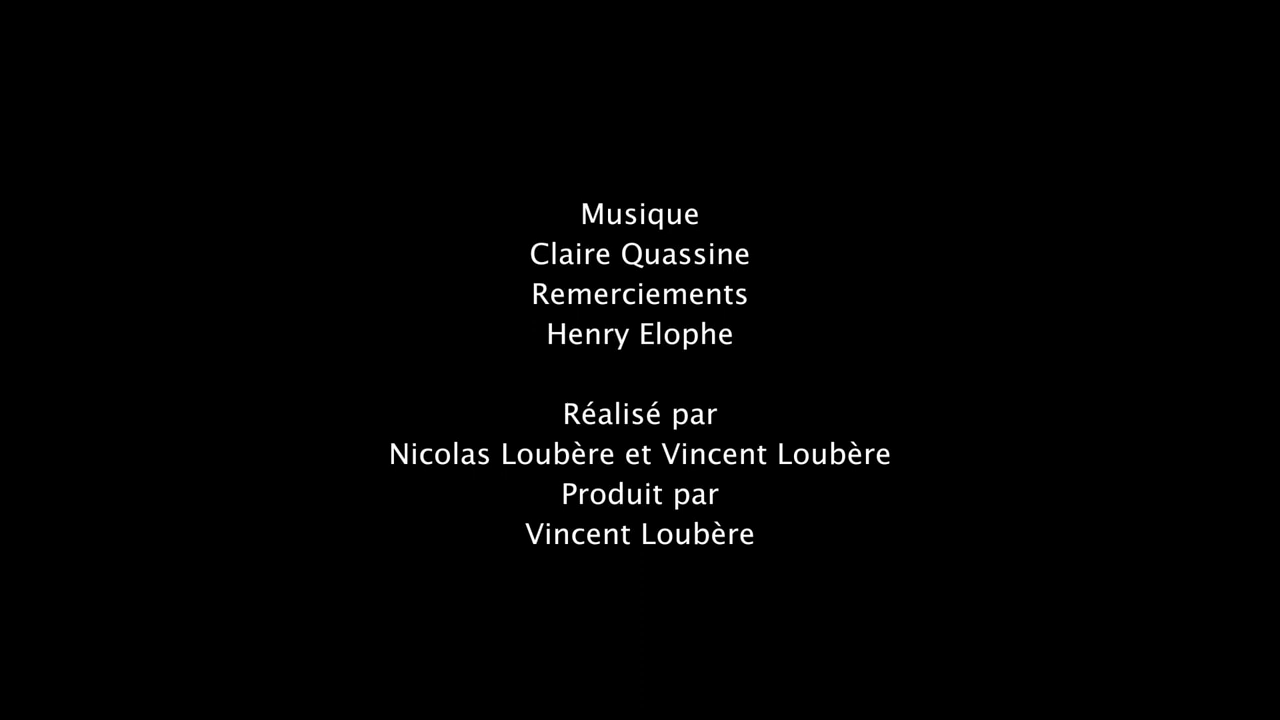 Musique
Claire Quassine
Remerciements
Henry Elophe
Réalisé par
Nicolas Loubère et Vincent Loubère
Produit par
Vincent Loubère